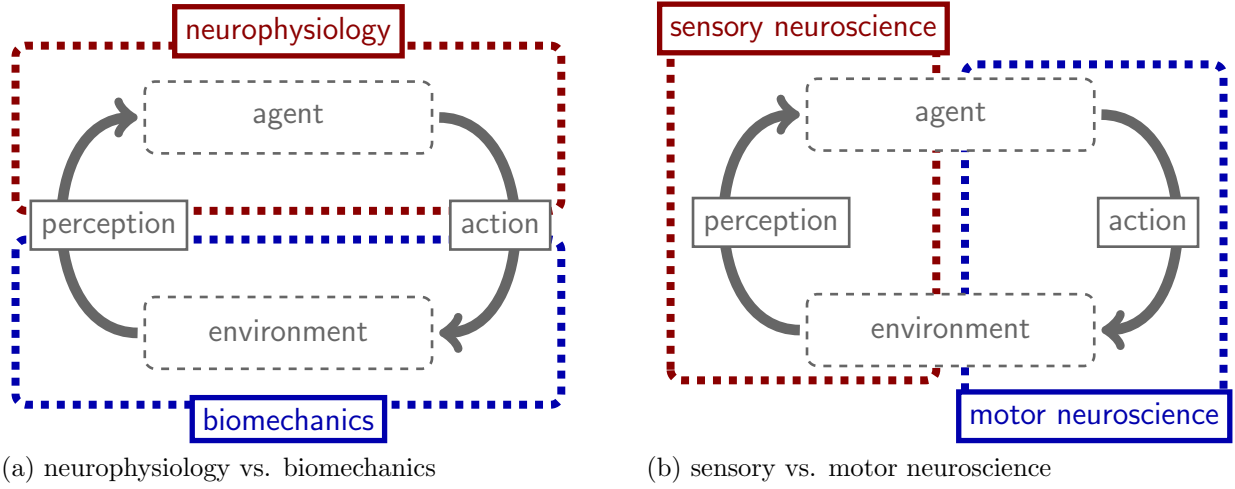 neurophysiology
agent
perception
action
environment
biomechanics
(a) neurophysiology vs. biomechanics
sensory neuroscience
agent
perception
action
environment
motor neuroscience
(b) sensory vs. motor neuroscience